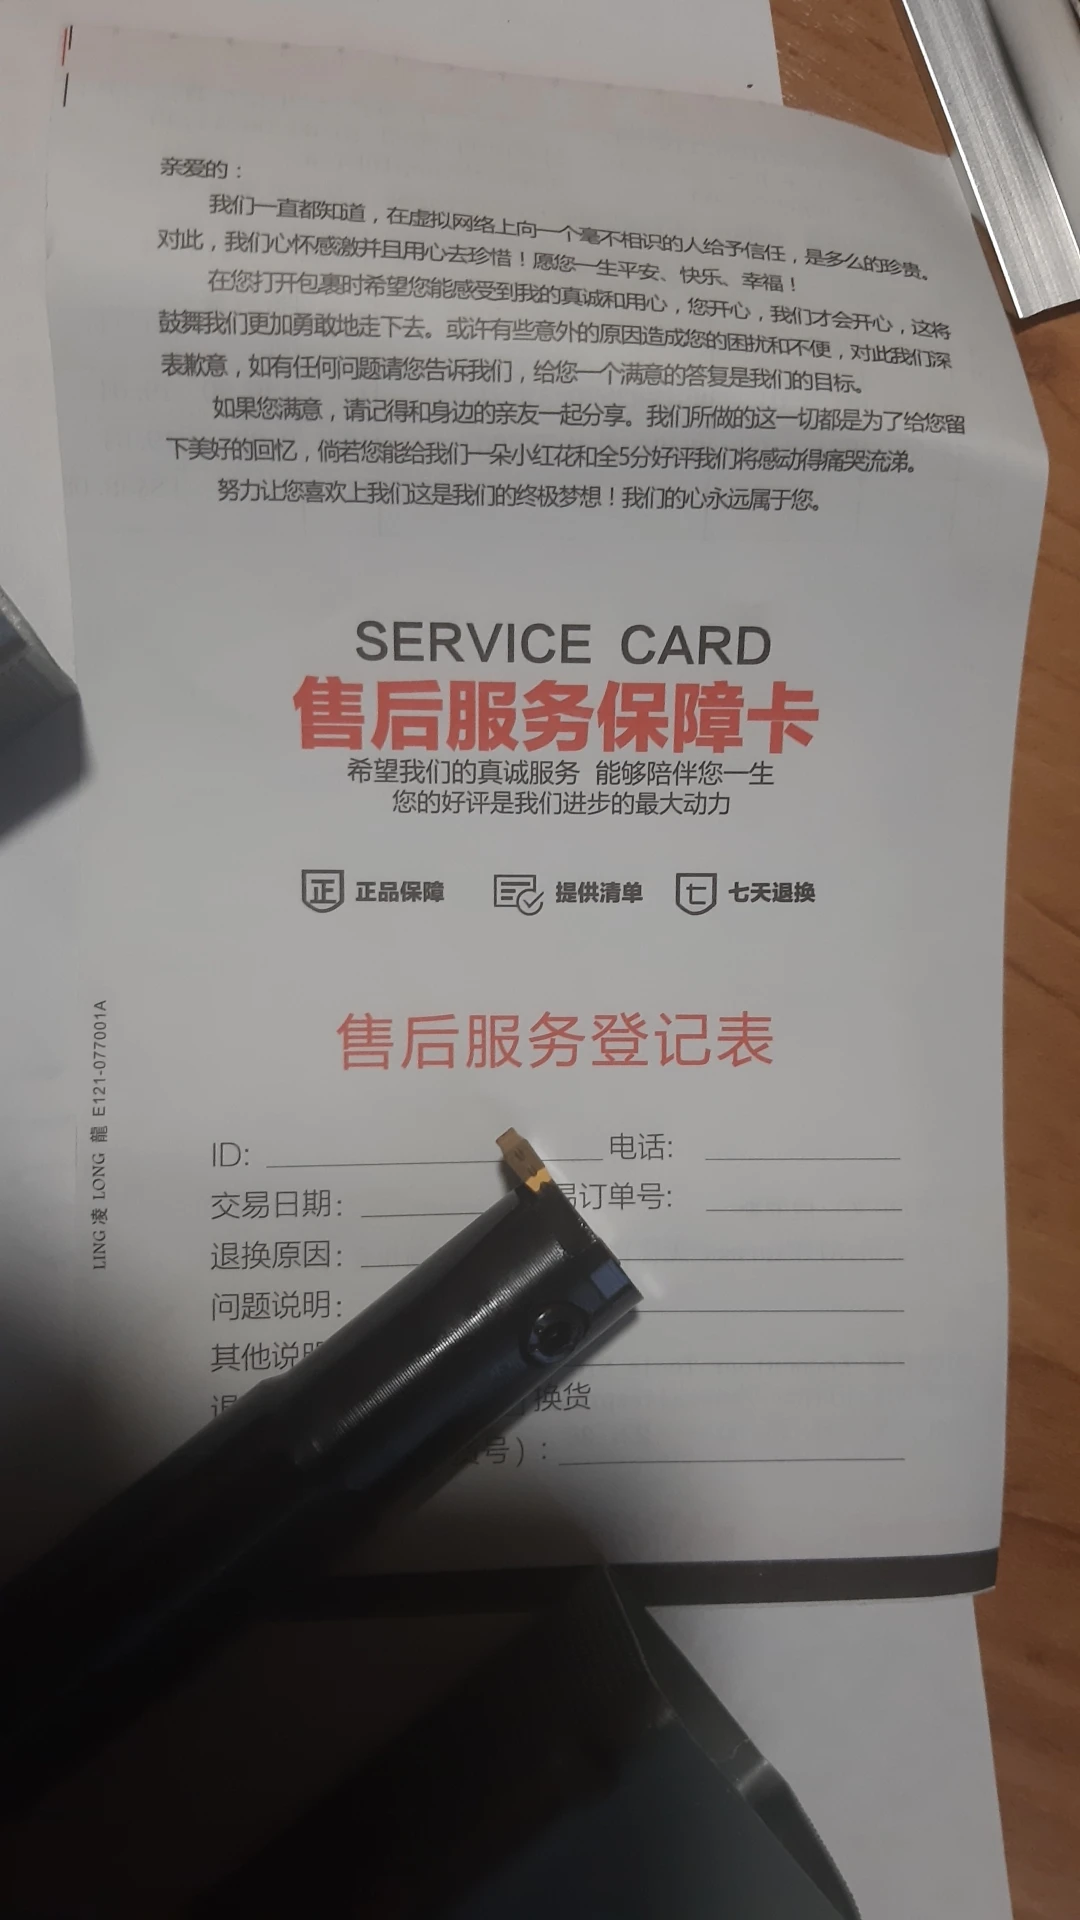 亲爱的：
我们一直都知道，在虚拟网络上向一个毫不相识的人给予信任，是多么的珍贵。
对此，我们心怀感激并且用心去珍惜！愿您一生平安、快乐、幸福！
在您打开包裹时希望您能感受到我的真诚和用心，您开心，我们才会开心，这将
鼓舞我们更加勇敢地走下去。或许有些意外的原因造成您的困扰和不便，对此我们深
表歉意，如有任何问题请您告诉我们，给您一个满意的答复是我们的目标。
如果您满意，请记得和身边的亲友一起分享。我们所做的这一切都是为了给您留
下美好的回忆，倘若您能给我们一朵小红花和全5分好评我们将感动得痛哭流涕。
努力让您喜欢上我们这是我们的终极梦想！我们的心永远属于您。
SERVICE CARD
售后服务保障卡
希望我们的真诚服务 能够陪伴您一生
您的好评是我们进步的最大动力
正 正品保障 提供清单 七 七天退换
售后服务登记表
LING 凌 LONG 龍 E121-077001A
ID: 电话:
交易日期: 易订单号:
退换原因:
问题说明:
其他说明
退 换货
号）: